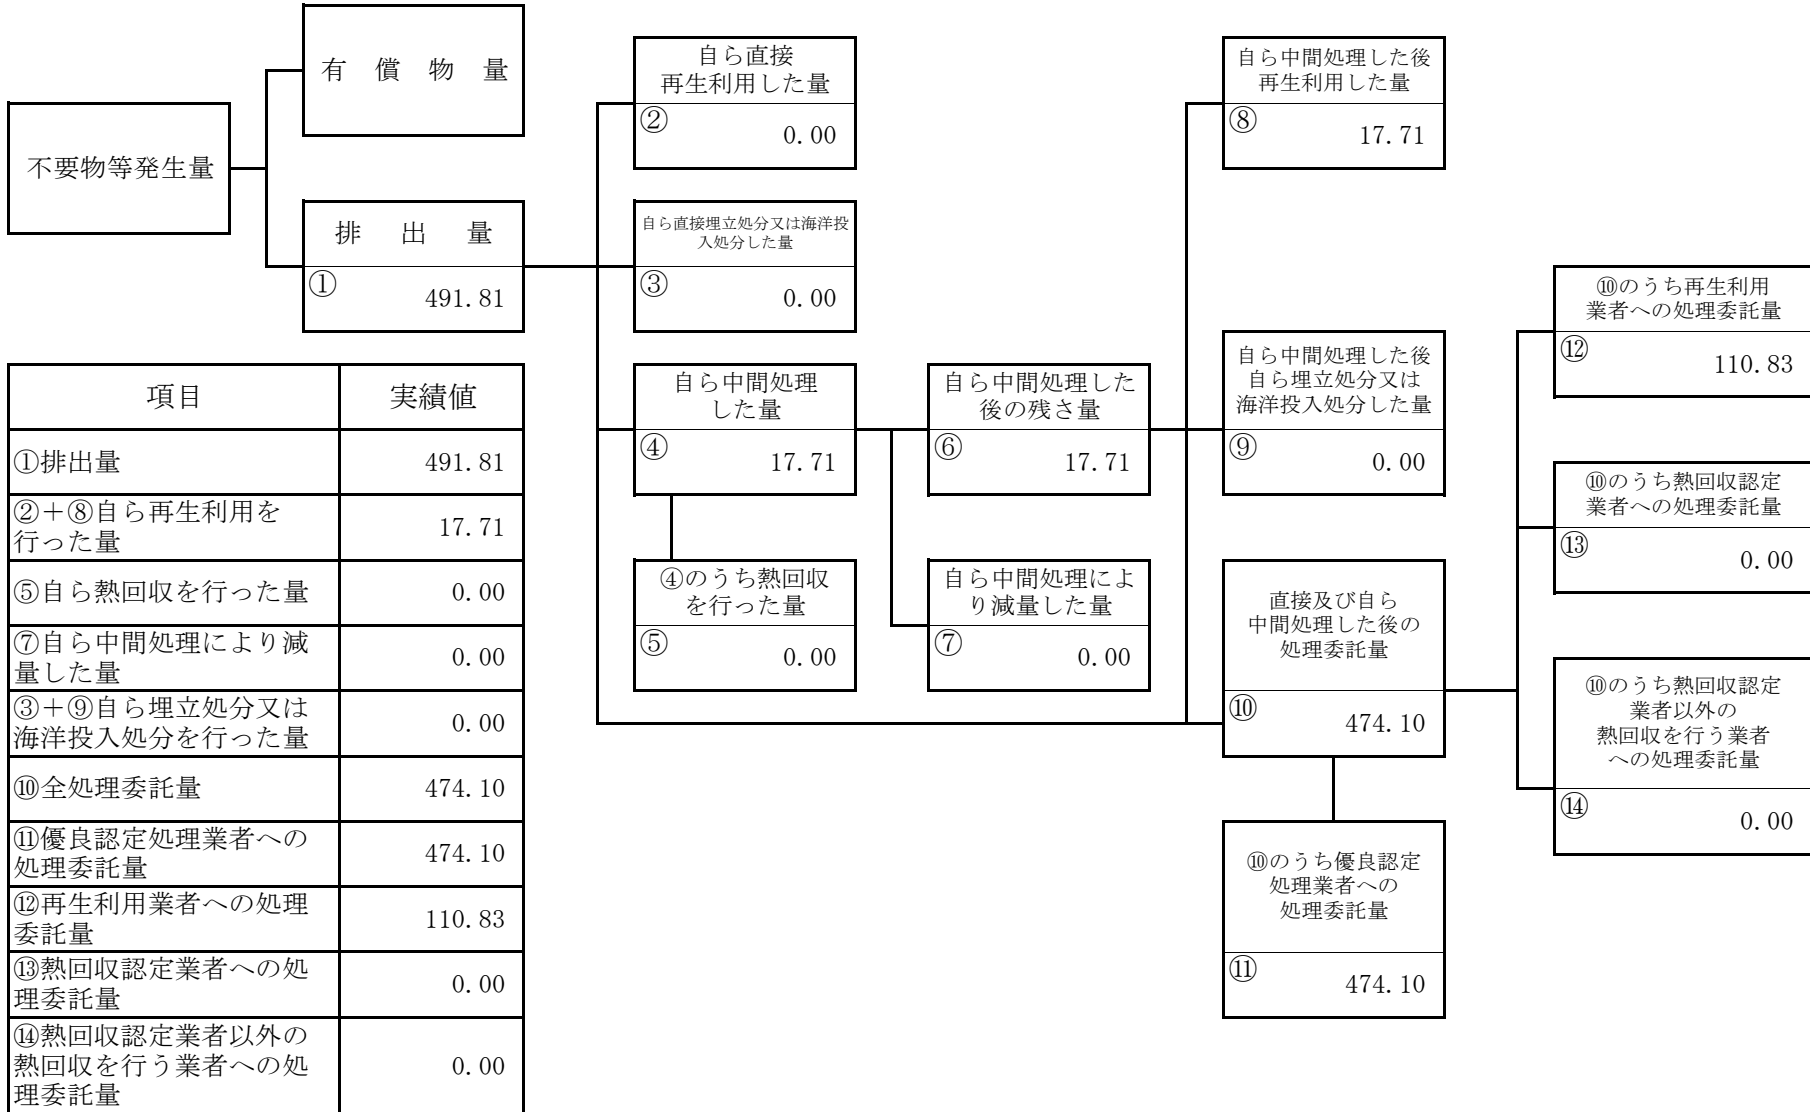 有償物量
不要物等発生量
排出量
①
491.81
自ら直接
再生利用した量
②
0.00
自ら直接埋立処分又は海洋投
入処分した量
③
0.00
自ら中間処理
した量
④
17.71
④のうち熱回収
を行った量
⑤
0.00
自ら中間処理した
後の残さ量
⑥
17.71
自ら中間処理によ
り減量した量
⑦
0.00
自ら中間処理した後
再生利用した量
⑧
17.71
自ら中間処理した後
自ら埋立処分又は
海洋投入処分した量
⑨
0.00
直接及び自ら
中間処理した後の
処理委託量
⑩
474.10
⑩のうち優良認定
処理業者への
処理委託量
⑪
474.10
⑩のうち再生利用
業者への処理委託量
⑫
110.83
⑩のうち熱回収認定
業者への処理委託量
⑬
0.00
⑩のうち熱回収認定
業者以外の
熱回収を行う業者
への処理委託量
⑭
0.00
項目 実績値
①排出量 491.81
②＋⑧自ら再生利用を
行った量 17.71
⑤自ら熱回収を行った量 0.00
⑦自ら中間処理により減
量した量 0.00
③＋⑨自ら埋立処分又は
海洋投入処分を行った量 0.00
⑩全処理委託量 474.10
⑪優良認定処理業者への
処理委託量 474.10
⑫再生利用業者への処理
委託量 110.83
⑬熱回収認定業者への処
理委託量 0.00
⑭熱回収認定業者以外の
熱回収を行う業者への処 0.00
理委託量